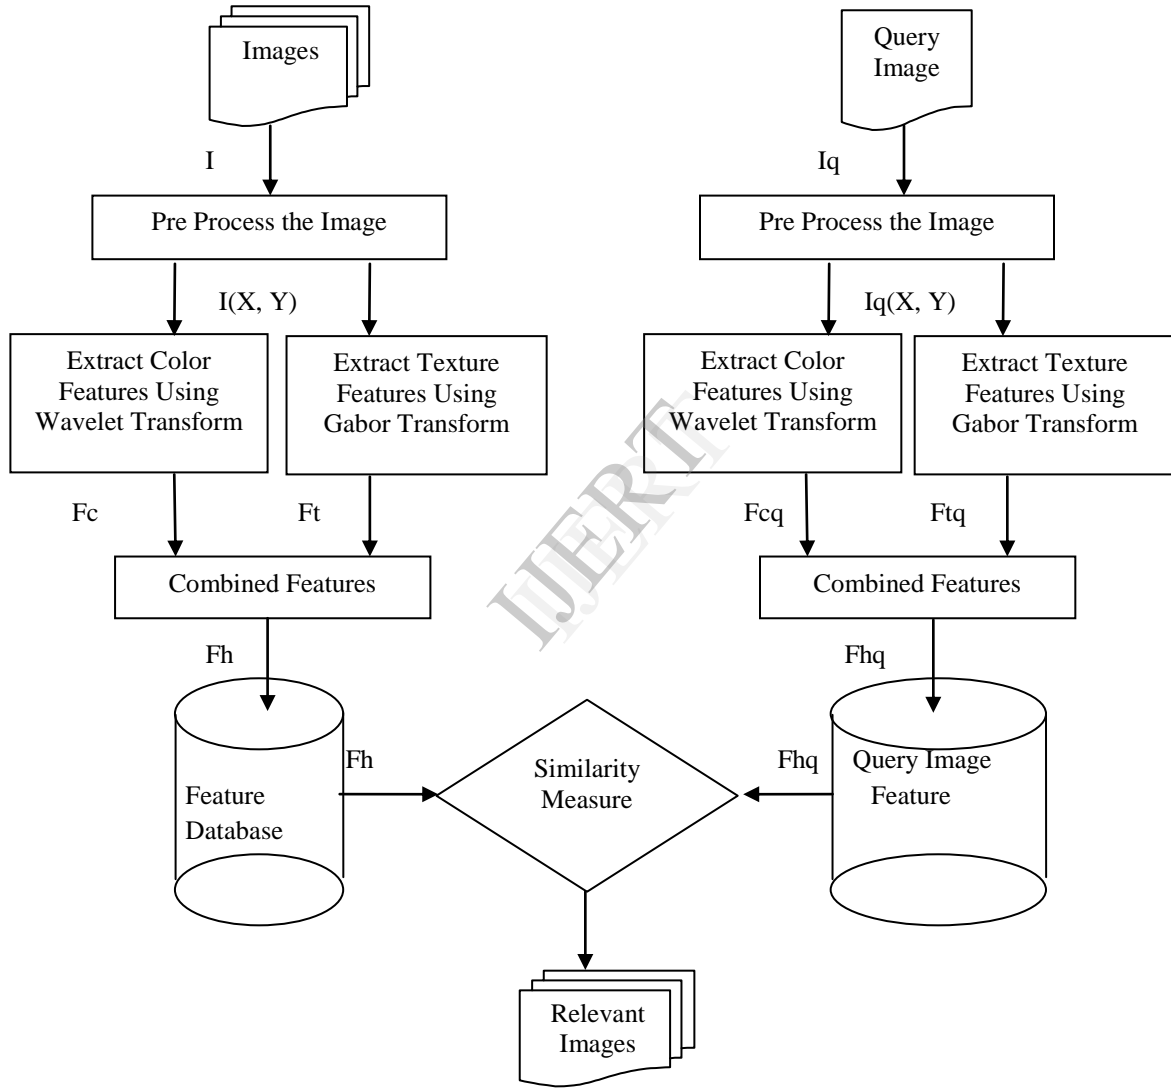 Images
Query
Image
I
Iq
Pre Process the Image
Pre Process the Image
I(X, Y)
Iq(X, Y)
Extract Color
Features Using
Wavelet Transform
Extract Texture
Features Using
Gabor Transform
Extract Color
Features Using
Wavelet Transform
Extract Texture
Features Using
Gabor Transform
Fc
Ft
Fcq
Ftq
IJERT
Combined Features
Combined Features
Fh
Fhq
Fh
Fhq
Feature
Database
Similarity
Measure
Query Image
Feature
Relevant
Images